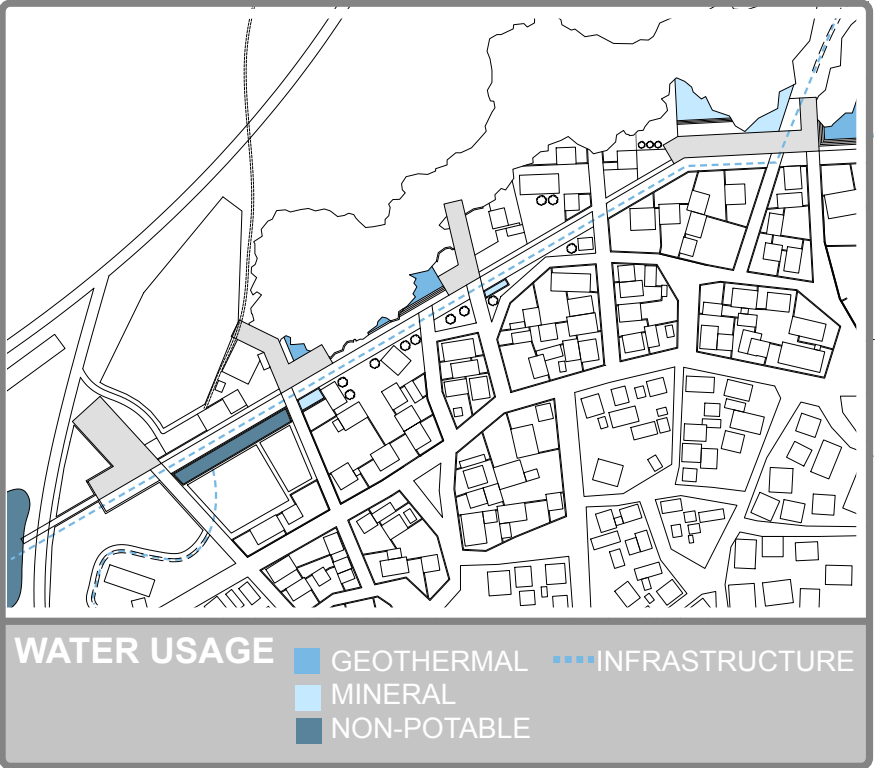 WATER USAGE
GEOTHERMAL
INFRASTRUCTURE
MINERAL
NON-POTABLE